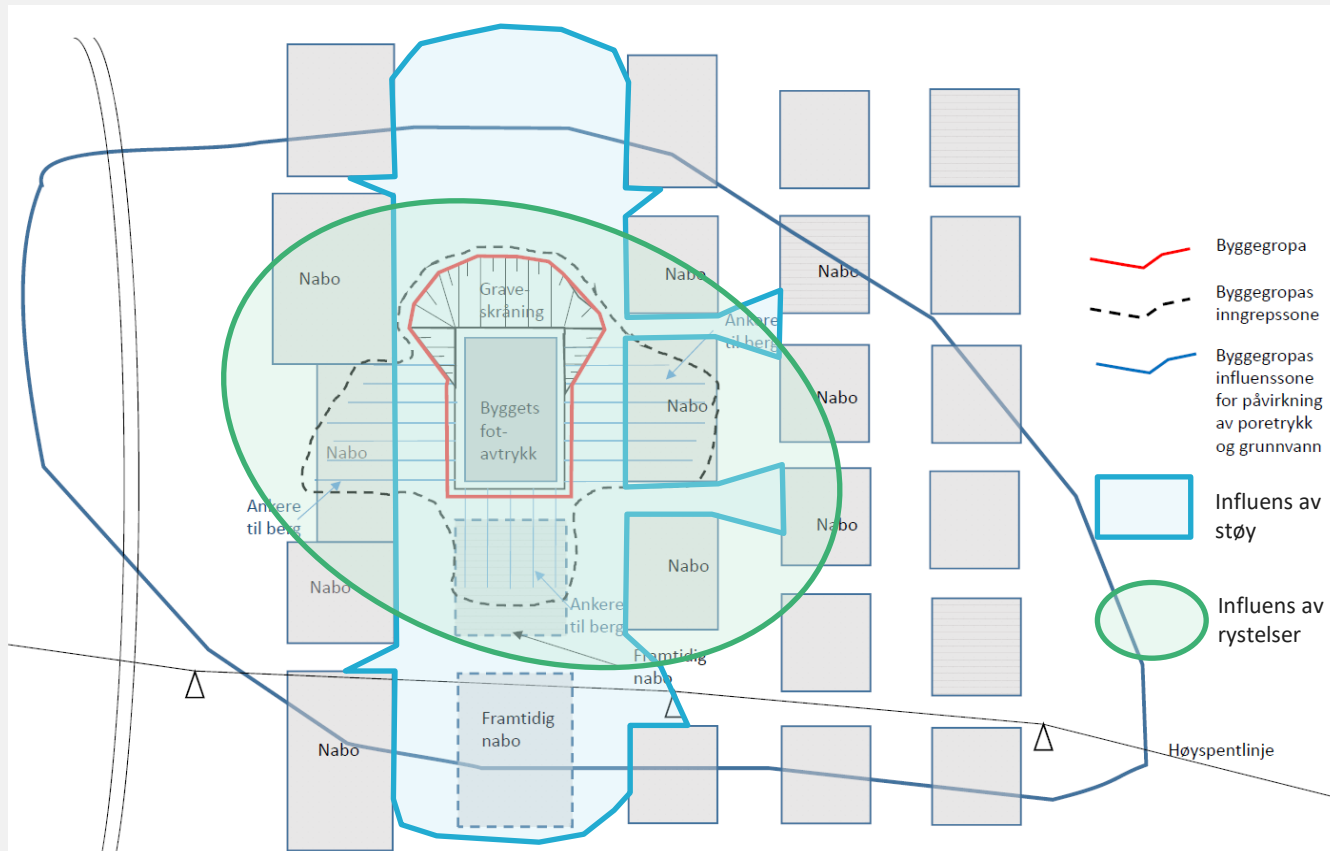 Nabo
Grave-
skråning
Nabo
Nabo
Ankere
til berg
Byggets
fot-
avtrykk
Nabo
Nabo
Nabo
Ankere
til berg
Nabo
Nabo
Nabo
Ankere
til berg
Framtidig
nabo
Framtidig
nabo
Nabo
Høyspentlinje
Byggegropa
Byggegropas
inngrepssone
Byggegropas
influenssone
for påvirkning
av poretrykk
og grunnvann
Influens av
støy
Influens av
rystelser